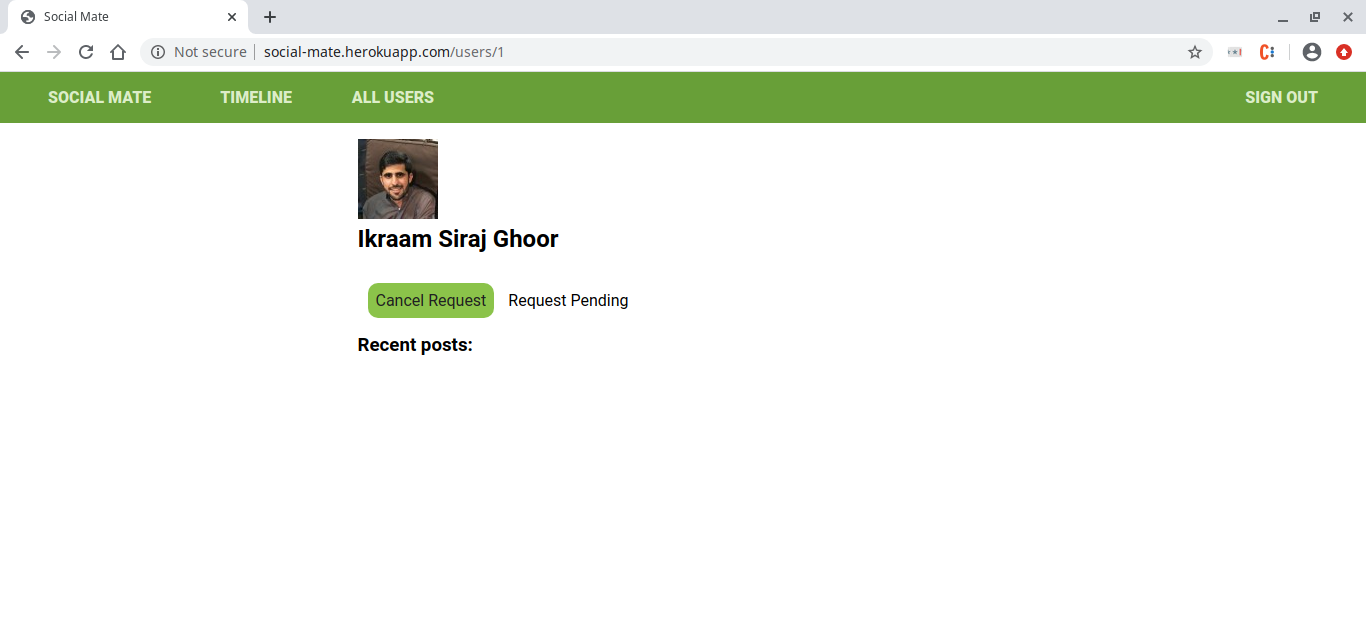 Social Mate
Not secure social-mate.herokuapp.com/users/1
SOCIAL MATE TIMELINE ALL USERS SIGN OUT
Ikraam Siraj Ghoor
Cancel Request Request Pending
Recent posts: